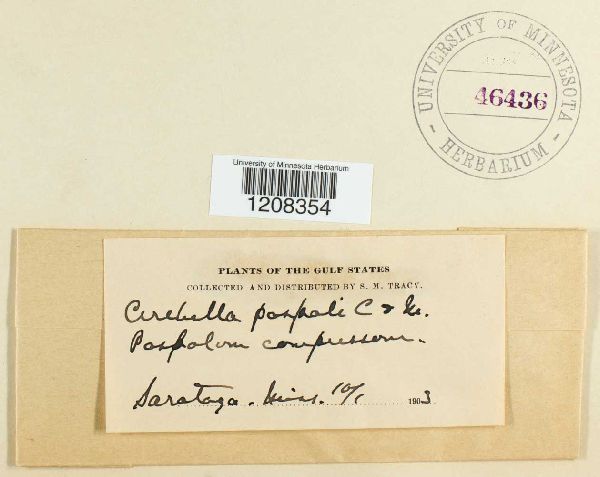 UNIVERSITY OF MINNESOTA
46436
- HERBARIUM -
University of Minnesota Herbarium
1208354
PLANTS OF THE GULF STATES
COLLECTED AND DISTRIBUTED BY S. M. TRACY.
Cerebella paspali C &
Paspalum compressum.
Saratoga. Miss. 10/1 1903